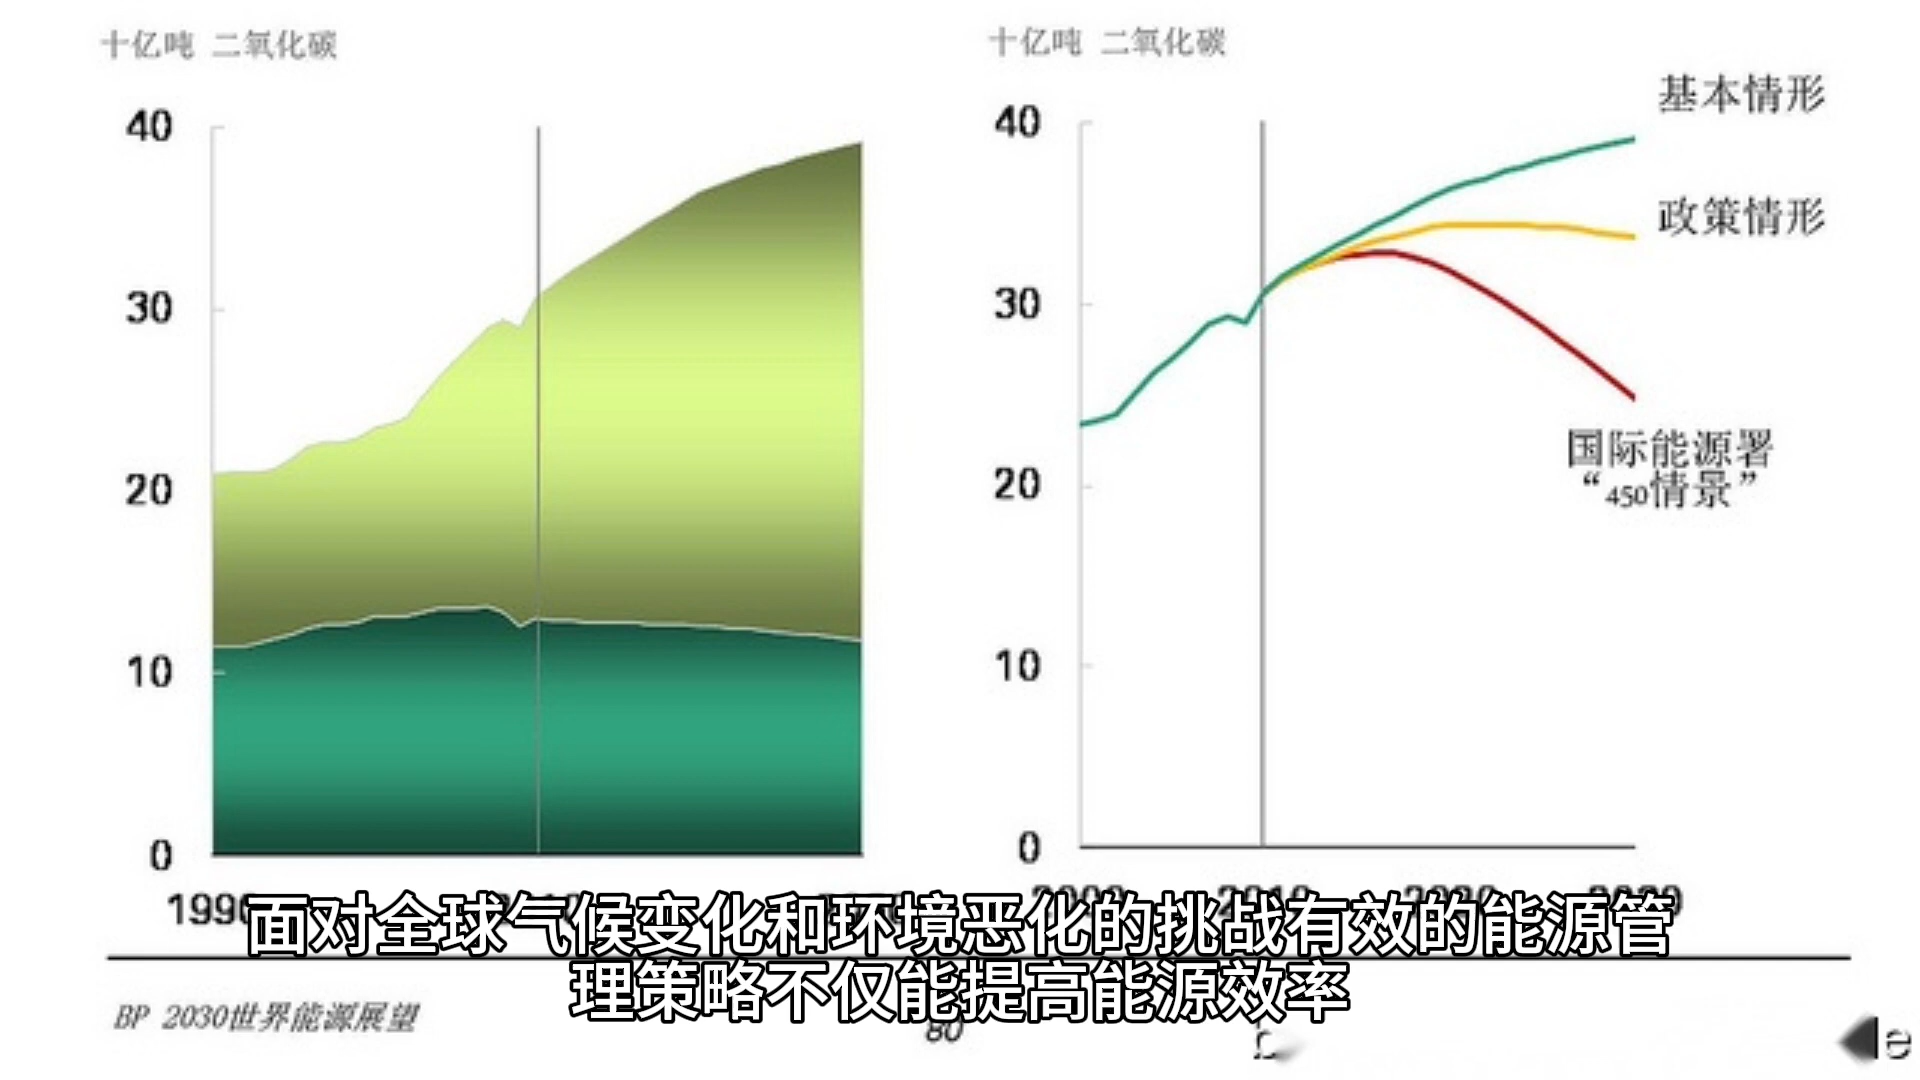 十亿吨 二氧化碳
40
30
20
10
0
十亿吨 二氧化碳
40
30
20
10
0
基本情形
政策情形
国际能源署
“450情景”
1990
面对全球气候变化和环境恶化的挑战有效的能源管
理策略不仅能提高能源效率
BP 2030世界能源展望
80
e